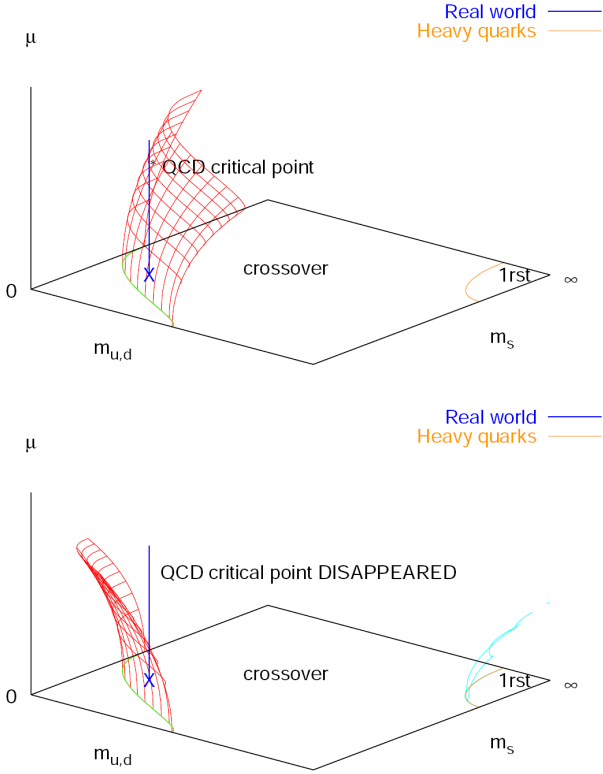 Real world
Heavy quarks
μ
* QCD critical point
crossover
X
1rst
∞
0
m_s
m_{u,d}
Real world
Heavy quarks
μ
QCD critical point DISAPPEARED
crossover
X
1rst
∞
0
m_s
m_{u,d}